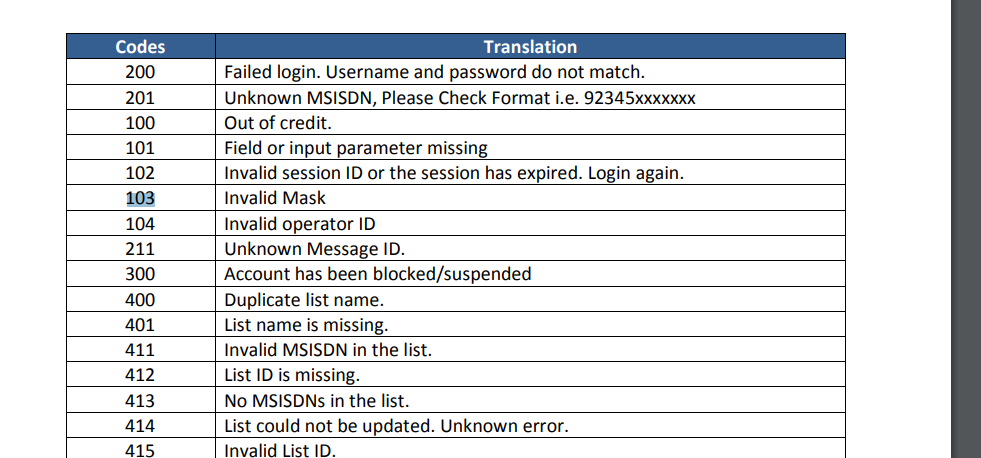 Codes Translation
200 Failed login. Username and password do not match.
201 Unknown MSISDN, Please Check Format i.e. 92345xxxxxxx
100 Out of credit.
101 Field or input parameter missing
102 Invalid session ID or the session has expired. Login again.
103 Invalid Mask
104 Invalid operator ID
211 Unknown Message ID.
300 Account has been blocked/suspended
400 Duplicate list name.
401 List name is missing.
411 Invalid MSISDN in the list.
412 List ID is missing.
413 No MSISDNs in the list.
414 List could not be updated. Unknown error.
415 Invalid List ID.